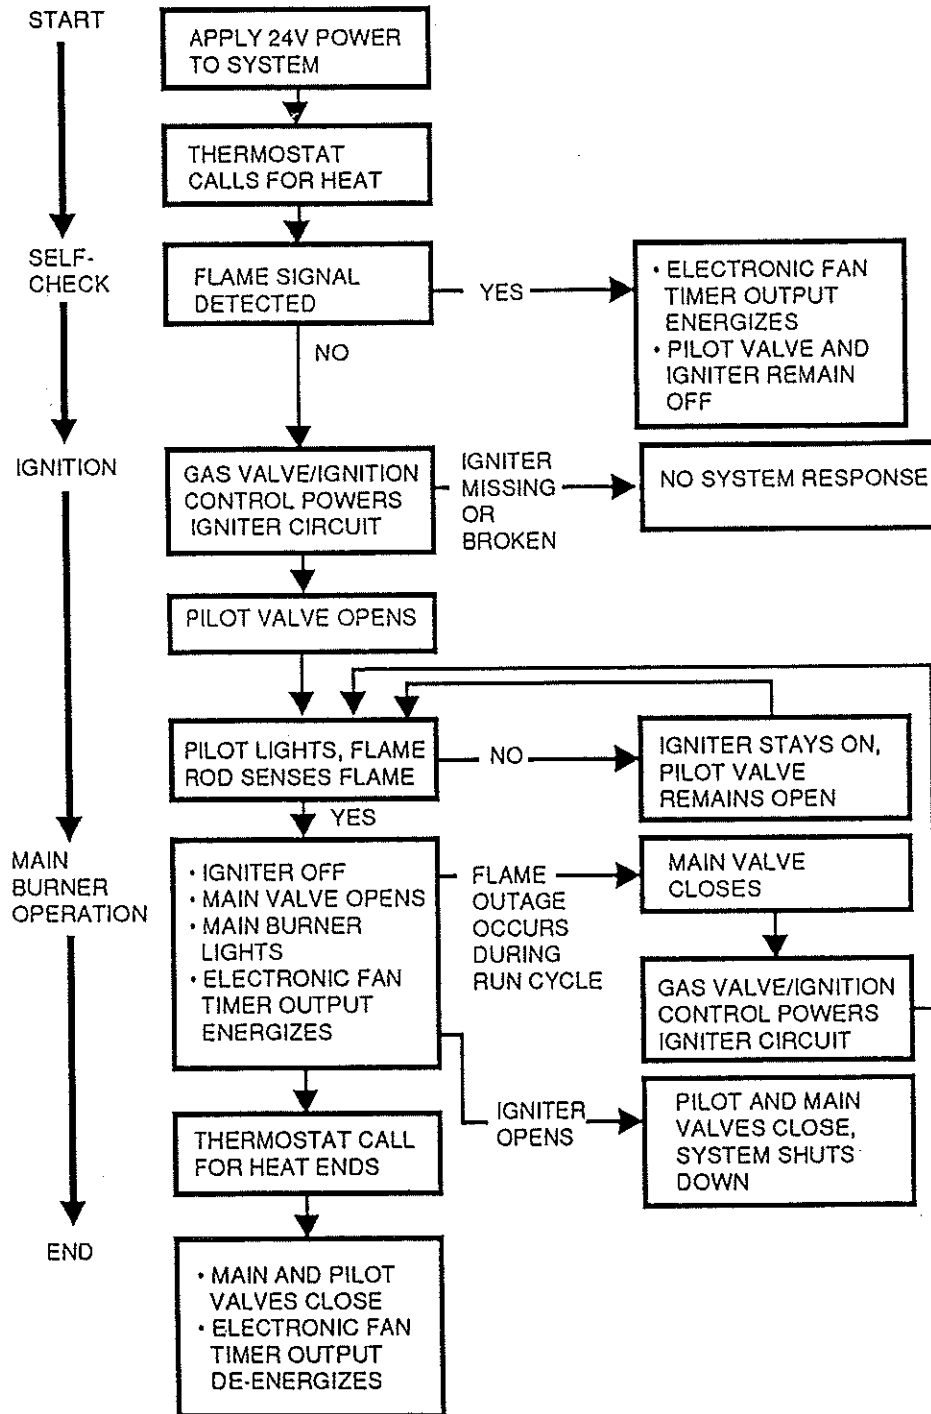 START
APPLY 24V POWER
TO SYSTEM
THERMOSTAT
CALLS FOR HEAT
SELF-
CHECK
FLAME SIGNAL
DETECTED
YES
• ELECTRONIC FAN
TIMER OUTPUT
ENERGIZES
• PILOT VALVE AND
IGNITER REMAIN
OFF
NO
IGNITION
GAS VALVE/IGNITION
CONTROL POWERS
IGNITER CIRCUIT
IGNITER
MISSING
OR
BROKEN
NO SYSTEM RESPONSE
PILOT VALVE OPENS
PILOT LIGHTS, FLAME
ROD SENSES FLAME
NO
IGNITER STAYS ON,
PILOT VALVE
REMAINS OPEN
YES
MAIN
BURNER
OPERATION
• IGNITER OFF
• MAIN VALVE OPENS
• MAIN BURNER
LIGHTS
• ELECTRONIC FAN
TIMER OUTPUT
ENERGIZES
FLAME
OUTAGE
OCCURS
DURING
RUN CYCLE
MAIN VALVE
CLOSES
GAS VALVE/IGNITION
CONTROL POWERS
IGNITER CIRCUIT
IGNITER
OPENS
PILOT AND MAIN
VALVES CLOSE,
SYSTEM SHUTS
DOWN
THERMOSTAT CALL
FOR HEAT ENDS
END
• MAIN AND PILOT
VALVES CLOSE
• ELECTRONIC FAN
TIMER OUTPUT
DE-ENERGIZES